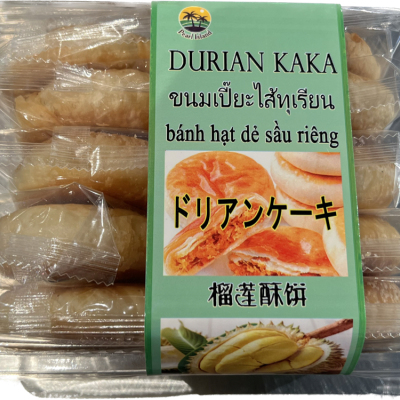 Pearl Island
DURIAN KAKA
ขนมเปี๊ยะไส้ทุเรียน
bánh hạt dẻ sầu riêng
ドリアンケーキ
榴莲酥饼